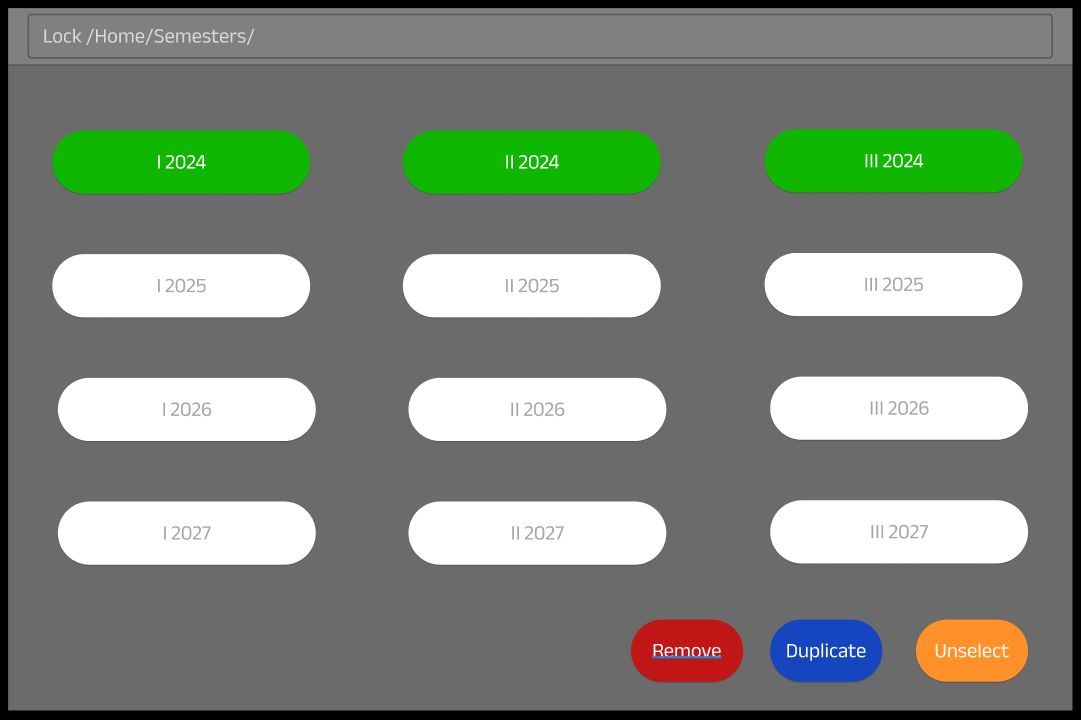 Lock /Home/Semesters/
I 2024 II 2024 III 2024
I 2025 II 2025 III 2025
I 2026 II 2026 III 2026
I 2027 II 2027 III 2027
Remove Duplicate Unselect